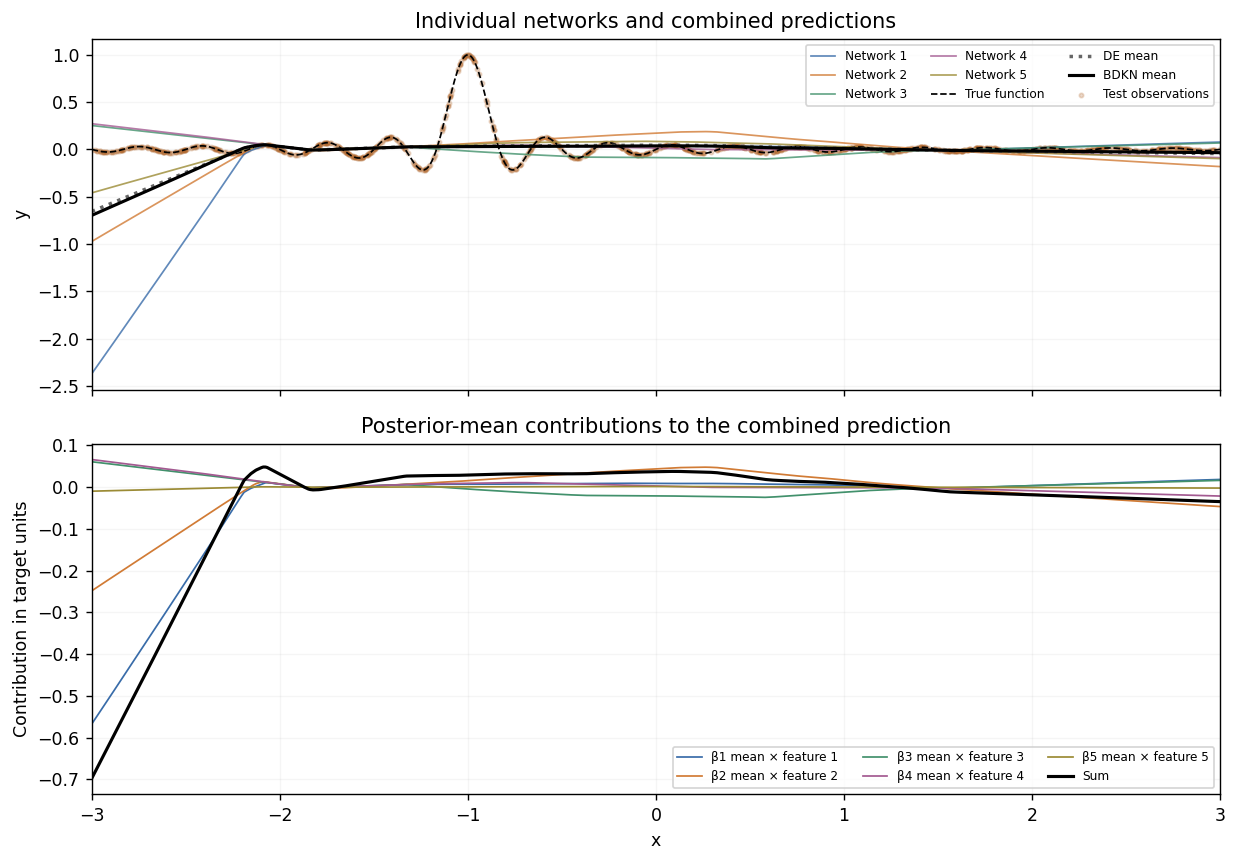 Individual networks and combined predictions
Network 1
Network 2
Network 3
Network 4
Network 5
True function
DE mean
BDKN mean
Test observations
1.0
0.5
0.0
−0.5
−1.0
−1.5
−2.0
−2.5
y
Posterior-mean contributions to the combined prediction
0.1
0.0
−0.1
−0.2
−0.3
−0.4
−0.5
−0.6
−0.7
Contribution in target units
β1 mean × feature 1
β2 mean × feature 2
β3 mean × feature 3
β4 mean × feature 4
β5 mean × feature 5
Sum
−3
−2
−1
0
1
2
3
x